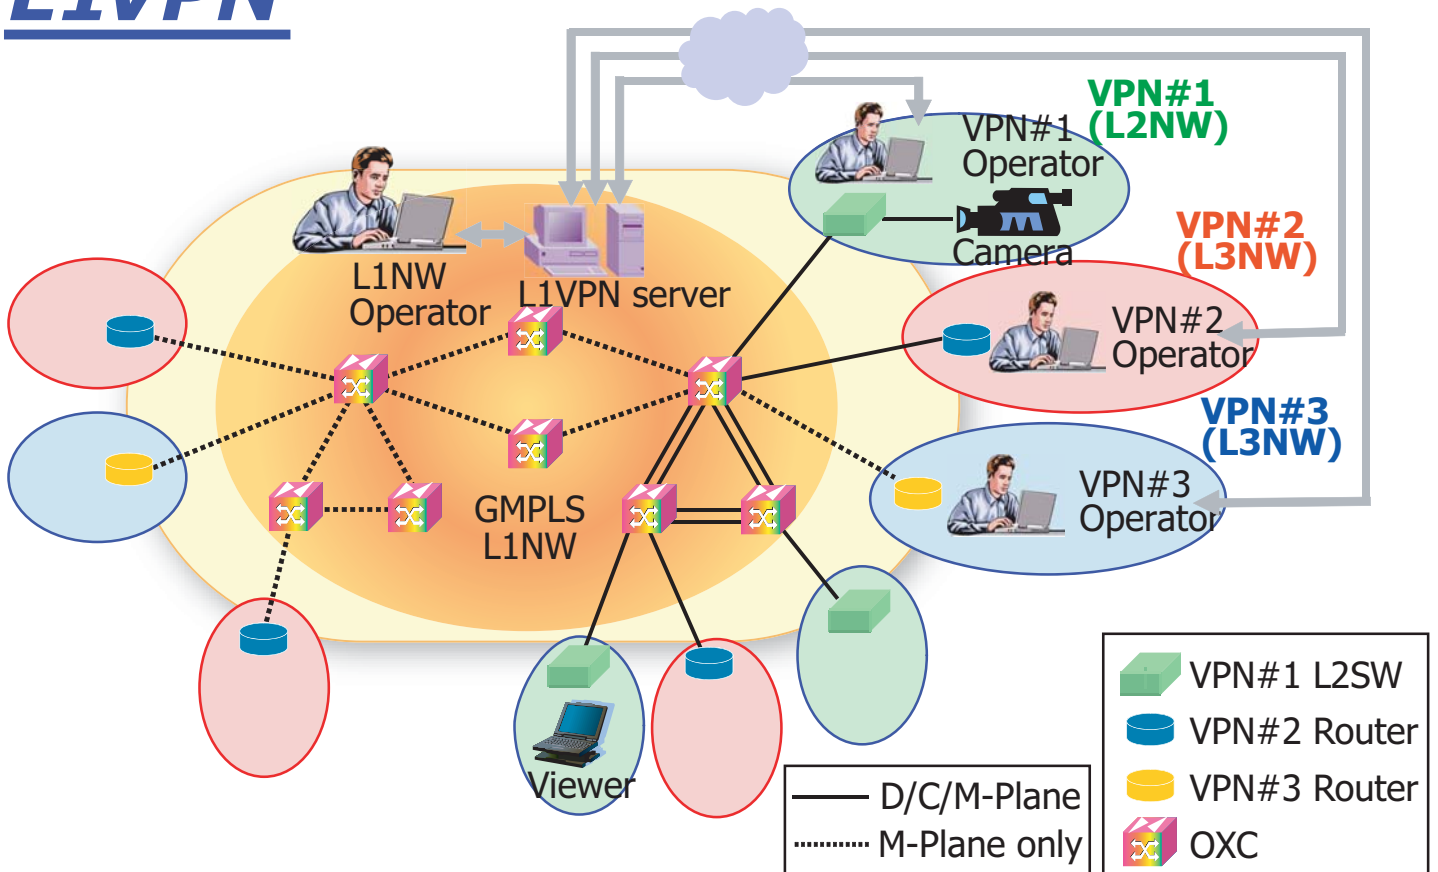 L1VPN
VPN#1
(L2NW)
VPN#1
Operator
Camera
VPN#2
(L3NW)
VPN#2
Operator
L1NW
Operator
L1VPN server
VPN#3
(L3NW)
VPN#3
Operator
GMPLS
L1NW
Viewer
D/C/M-Plane
M-Plane only
VPN#1 L2SW
VPN#2 Router
VPN#3 Router
OXC